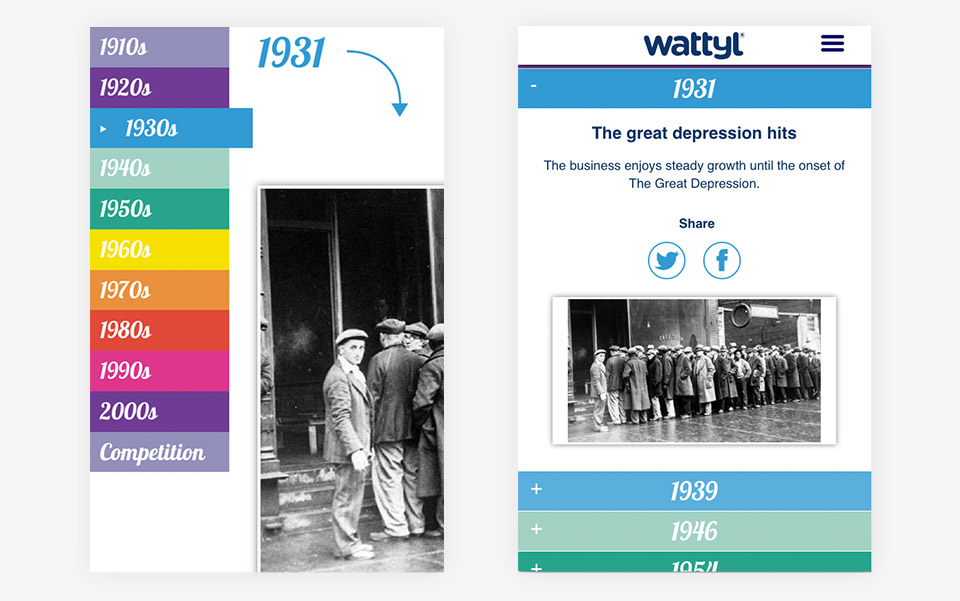 1910s
1920s
1930s
1940s
1950s
1960s
1970s
1980s
1990s
2000s
Competition
1931
wattyl
- 1931
The great depression hits
The business enjoys steady growth until the onset of
The Great Depression.
Share
+ 1939
+ 1946
+ 1954